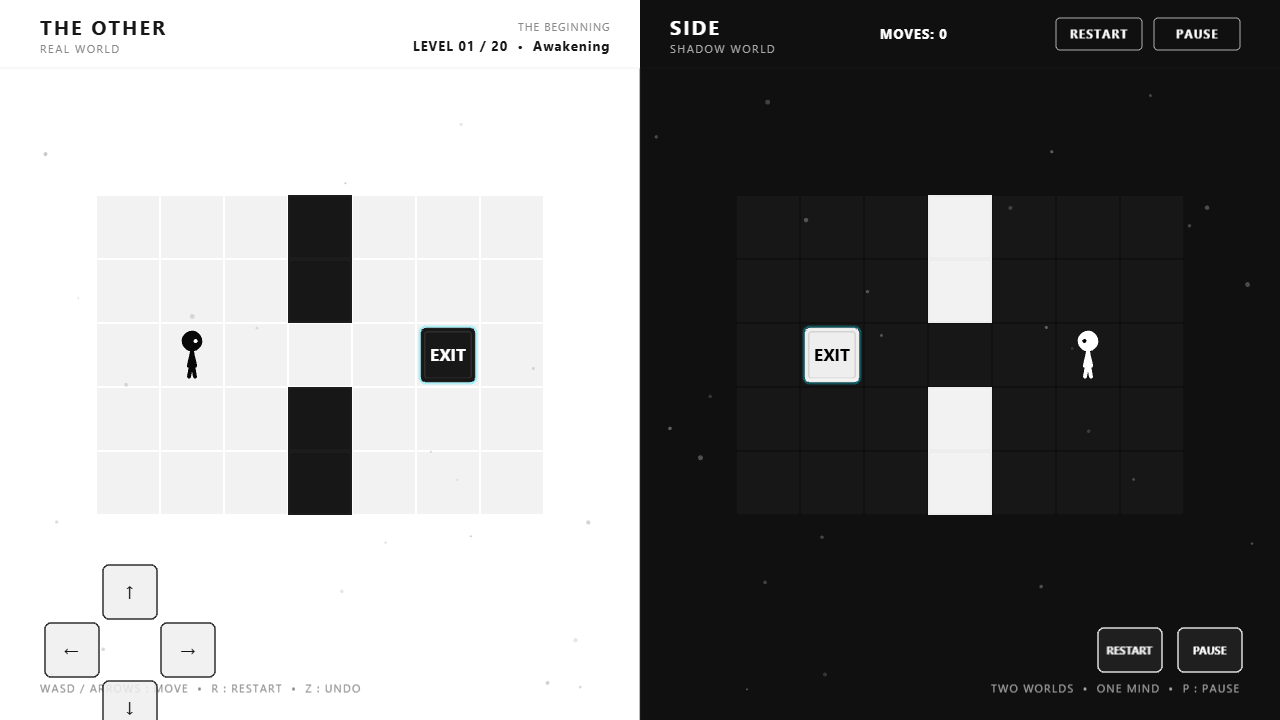 THE OTHER
REAL WORLD
THE BEGINNING
LEVEL 01 / 20 • Awakening
SIDE
SHADOW WORLD
MOVES: 0
RESTART
PAUSE
EXIT
EXIT
↑
← →
↓
WASD / ARROWS : MOVE • R : RESTART • Z : UNDO
RESTART
PAUSE
TWO WORLDS • ONE MIND • P : PAUSE